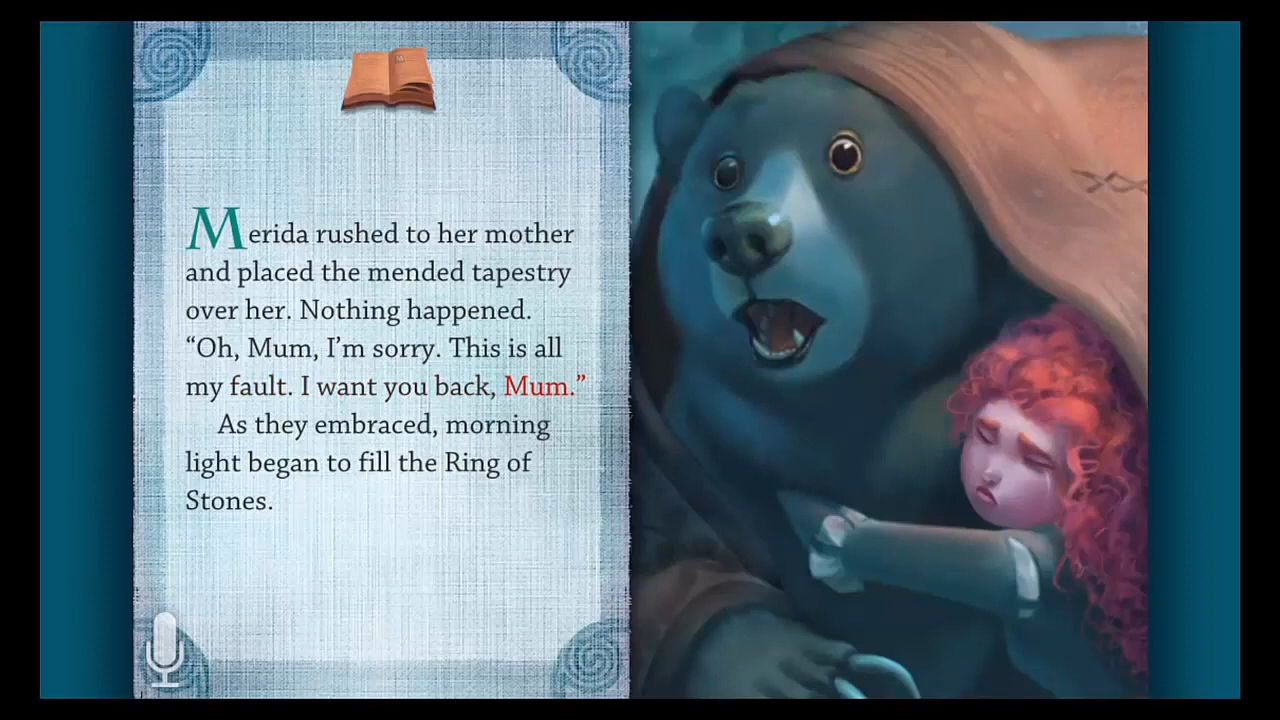 Merida rushed to her mother
and placed the mended tapestry
over her. Nothing happened.
“Oh, Mum, I’m sorry. This is all
my fault. I want you back, Mum.”
As they embraced, morning
light began to fill the Ring of
Stones.